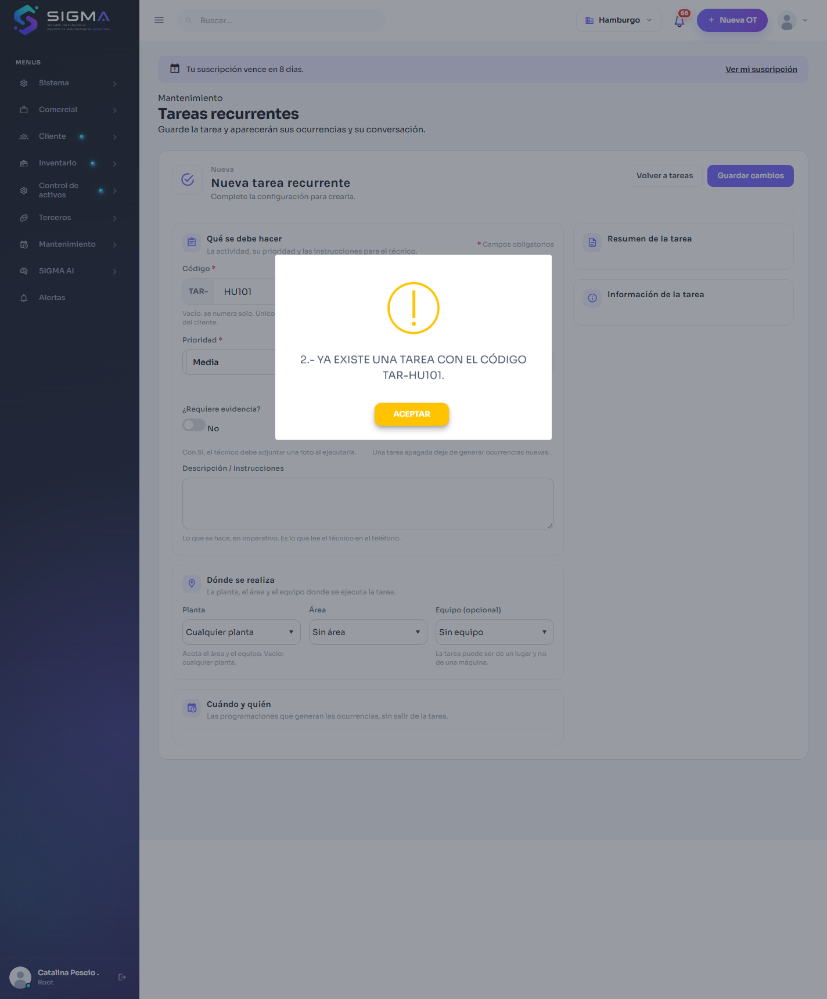 SIGMA
SISTEMA INTEGRADO DE
GESTIÓN DE MANTENIMIENTO INDUSTRIAL
Buscar...
Hamburgo
65
+ Nueva OT
MENUS
Sistema
Comercial
Cliente
Inventario
Control de
activos
Terceros
Mantenimiento
SIGMA AI
Alertas
Tu suscripción vence en 8 días.
Ver mi suscripción
Mantenimiento
Tareas recurrentes
Guarde la tarea y aparecerán sus ocurrencias y su conversación.
Nueva
Nueva tarea recurrente
Complete la configuración para crearla.
Volver a tareas
Guardar cambios
Qué se debe hacer
La actividad, su prioridad y las instrucciones para el técnico.
* Campos obligatorios
Código *
TAR-
HU101
Vacío: se numera solo. Único
del cliente.
Prioridad *
Media
¿Requiere evidencia?
No
Con Sí, el técnico debe adjuntar una foto al ejecutarla.
Una tarea apagada deja de generar ocurrencias nuevas.
Descripción / Instrucciones
Lo que se hace, en imperativo. Es lo que lee el técnico en el teléfono.
Resumen de la tarea
Información de la tarea
2.- YA EXISTE UNA TAREA CON EL CÓDIGO
TAR-HU101.
ACEPTAR
Dónde se realiza
La planta, el área y el equipo donde se ejecuta la tarea.
Planta
Área
Equipo (opcional)
Cualquier planta
Sin área
Sin equipo
Acota el área y el equipo. Vacío:
cualquier planta.
La tarea puede ser de un lugar y no
de una máquina.
Cuándo y quién
Las programaciones que generan las ocurrencias, sin salir de la tarea.
Catalina Pescio .
Root